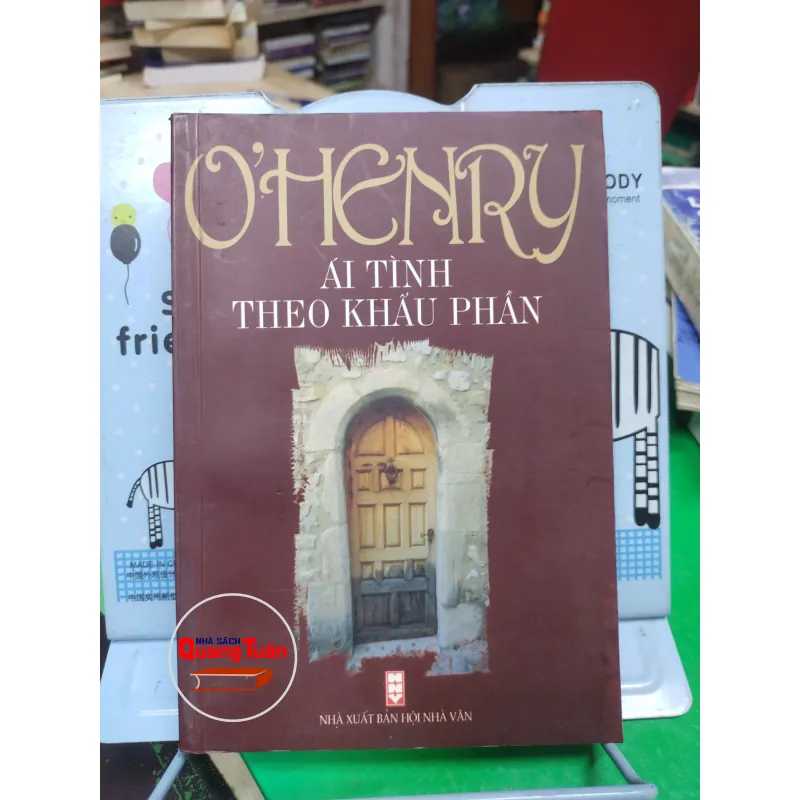 O'HENRY
ÁI TÌNH
THEO KHẨU PHẦN
HNV
NHÀ XUẤT BẢN HỘI NHÀ VĂN
NHÀ SÁCH
Quang Tuấn
ODY
moment
s
frie
MADE IN C